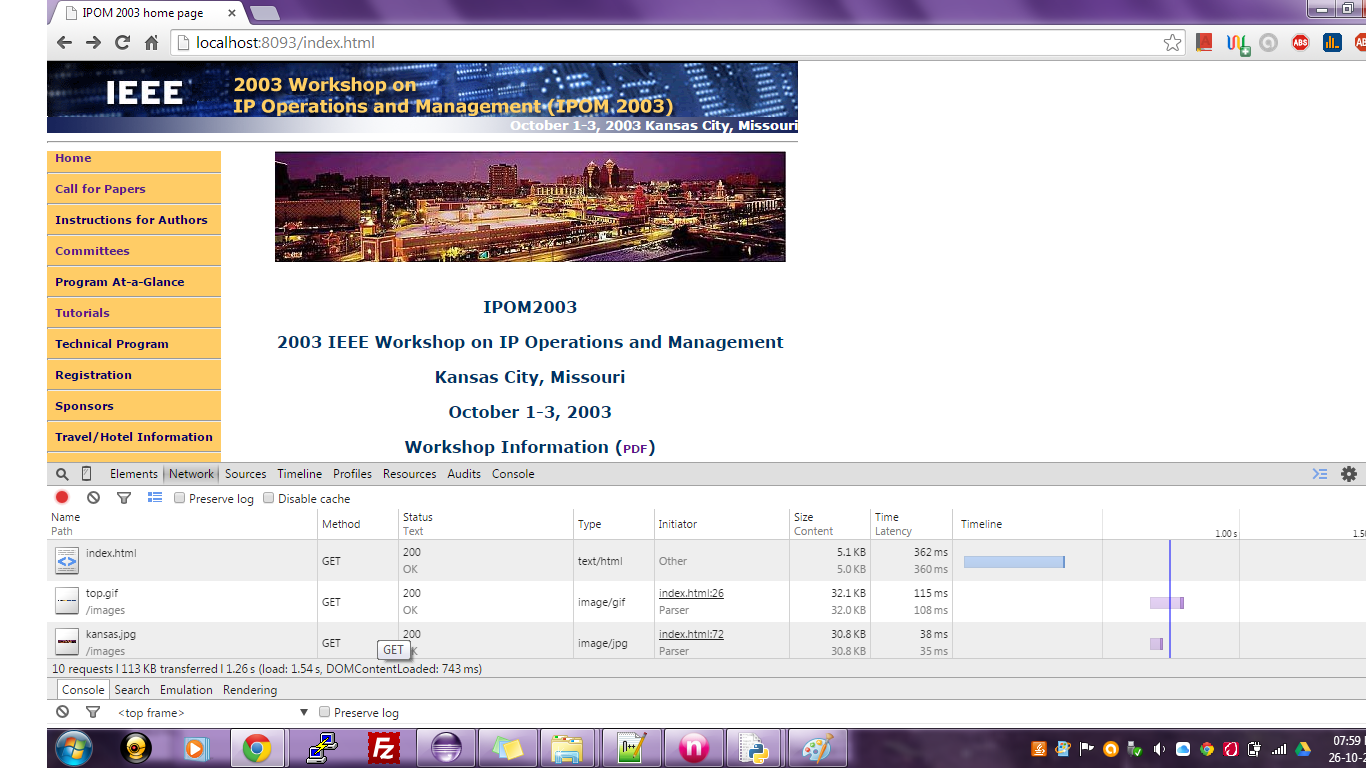 IPOM 2003 home page
localhost:8093/index.html
ABS
IEEE
2003 Workshop on
IP Operations and Management (IPOM 2003)
October 1-3, 2003 Kansas City, Missouri
Home
Call for Papers
Instructions for Authors
Committees
Program At-a-Glance
Tutorials
Technical Program
Registration
Sponsors
Travel/Hotel Information
IPOM2003
2003 IEEE Workshop on IP Operations and Management
Kansas City, Missouri
October 1-3, 2003
Workshop Information (PDF)
Elements Network Sources Timeline Profiles Resources Audits Console
Preserve log Disable cache
Name Method Status Type Initiator Size Time Timeline
Path Text Content Latency
1.00 s 1.50
index.html GET 200 text/html Other 5.1 KB 362 ms
OK 5.0 KB 360 ms
top.gif GET 200 image/gif index.html:26 32.1 KB 115 ms
/images OK Parser 32.0 KB 108 ms
kansas.jpg GET 200 image/jpg index.html:72 30.8 KB 38 ms
/images GET Parser 30.8 KB 35 ms
10 requests | 113 KB transferred | 1.26 s (load: 1.54 s, DOMContentLoaded: 743 ms)
Console Search Emulation Rendering
<top frame> ▼ Preserve log
Fz
n
07:59
26-10-2